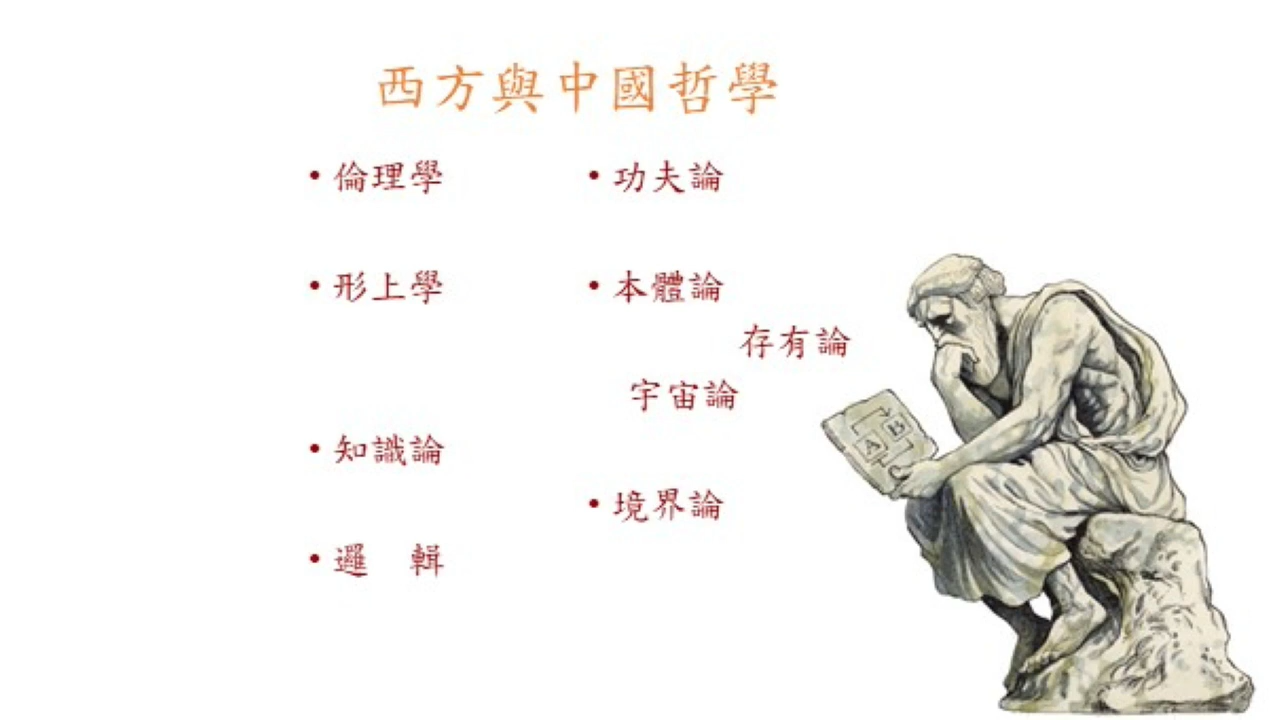 西方與中國哲學
• 倫理學
• 形上學
• 知識論
• 邏　輯
• 功夫論
• 本體論
存有論
宇宙論
• 境界論
A
B